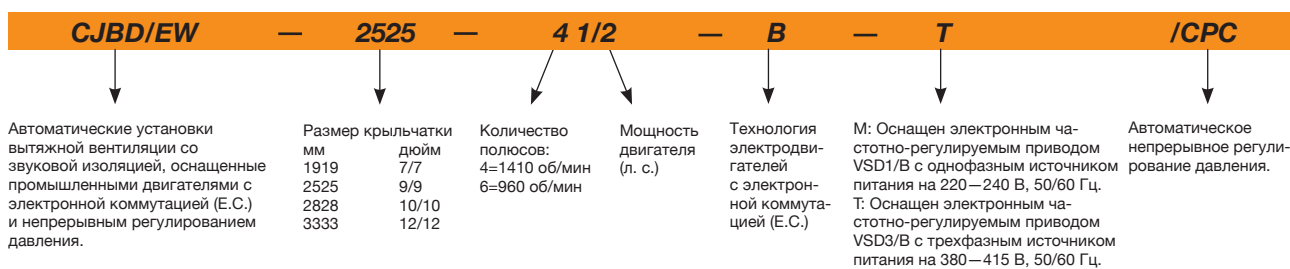 CJBD/EW — 2525 — 4 1/2 — B — T /CPC
Автоматические установки
вытяжной вентиляции со
звуковой изоляцией, оснащенные
промышленными двигателями с
электронной коммутацией (Е.С.)
и непрерывным регулированием
давления.
Размер крыльчатки
мм дюйм
1919 7/7
2525 9/9
2828 10/10
3333 12/12
Количество
полюсов:
4=1410 об/мин
6=960 об/мин
Мощность
двигателя
(л. с.)
Технология
электродви-
гателей
с электрон-
ной коммута-
цией (Е.С.)
М: Оснащен электронным ча-
стотно-регулируемым приводом
VSD1/B с однофазным источником
питания на 220—240 В, 50/60 Гц.
Т: Оснащен электронным ча-
стотно-регулируемым приводом
VSD3/B с трехфазным источником
питания на 380—415 В, 50/60 Гц.
Автоматическое
непрерывное регули-
рование давления.